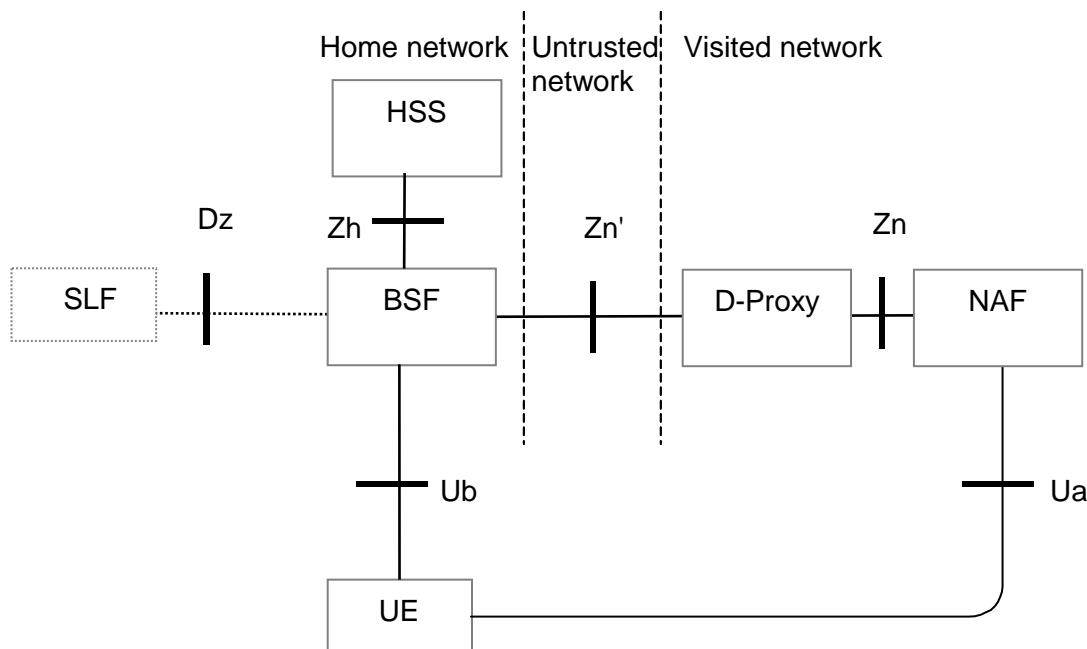 Home network
Untrusted
network
Visited network
HSS
Dz
Zh
Zn'
Zn
SLF
BSF
D-Proxy
NAF
Ub
Ua
UE